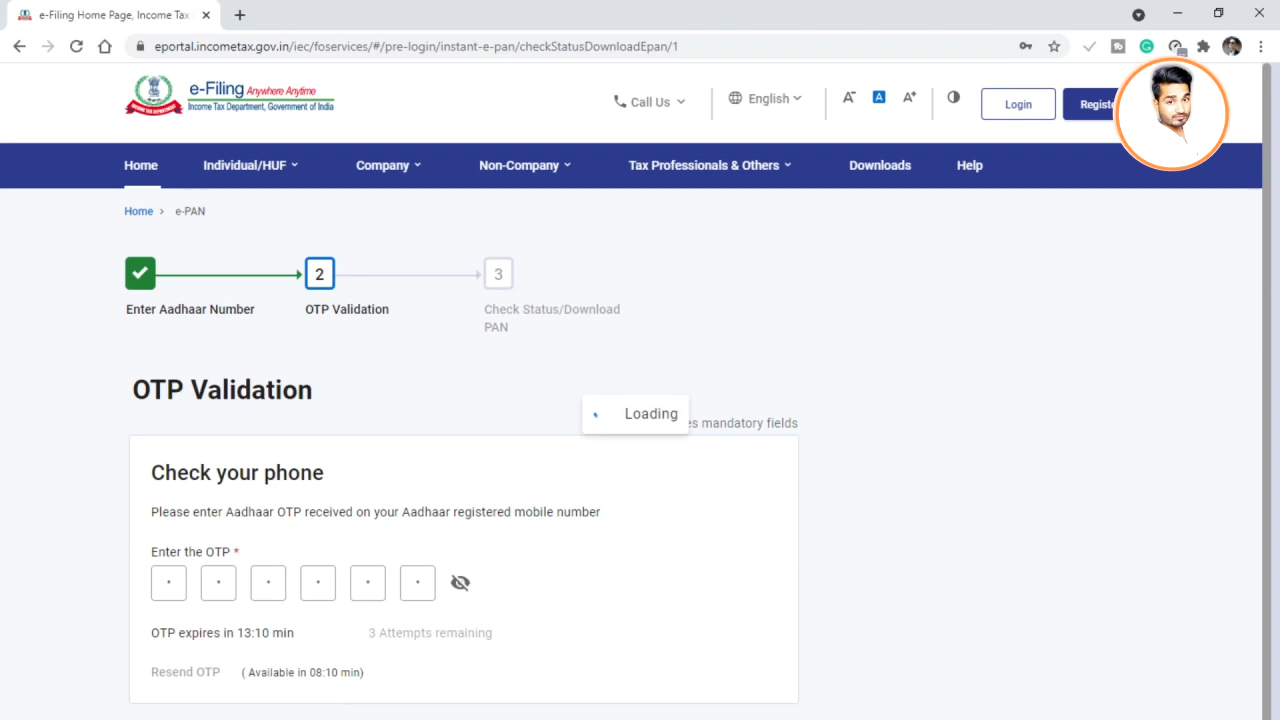 e-Filing Home Page, Income Tax
eportal.incometax.gov.in/iec/foservices/#/pre-login/instant-e-pan/checkStatusDownloadEpan/1
e-Filing Anywhere Anytime
Income Tax Department, Government of India
Call Us
English
A-
A
A+
Login
Registe
Home
Individual/HUF
Company
Non-Company
Tax Professionals & Others
Downloads
Help
Home > e-PAN
2
3
Enter Aadhaar Number
OTP Validation
Check Status/Download
PAN
OTP Validation
Loading
es mandatory fields
Check your phone
Please enter Aadhaar OTP received on your Aadhaar registered mobile number
Enter the OTP *
OTP expires in 13:10 min
3 Attempts remaining
Resend OTP
( Available in 08:10 min)